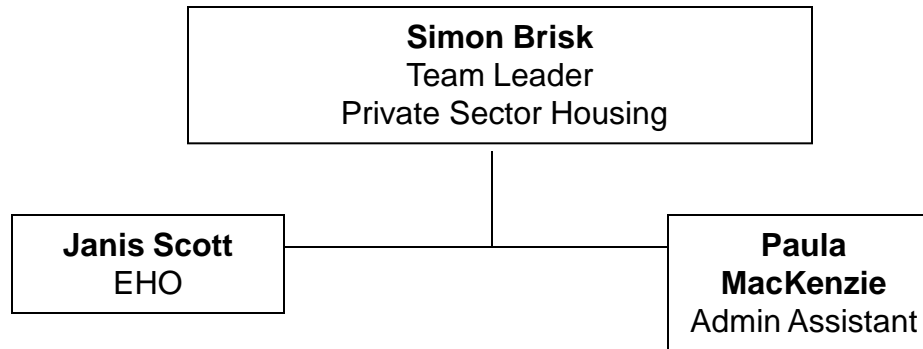 Simon Brisk
Team Leader
Private Sector Housing
Janis Scott
EHO
Paula
MacKenzie
Admin Assistant